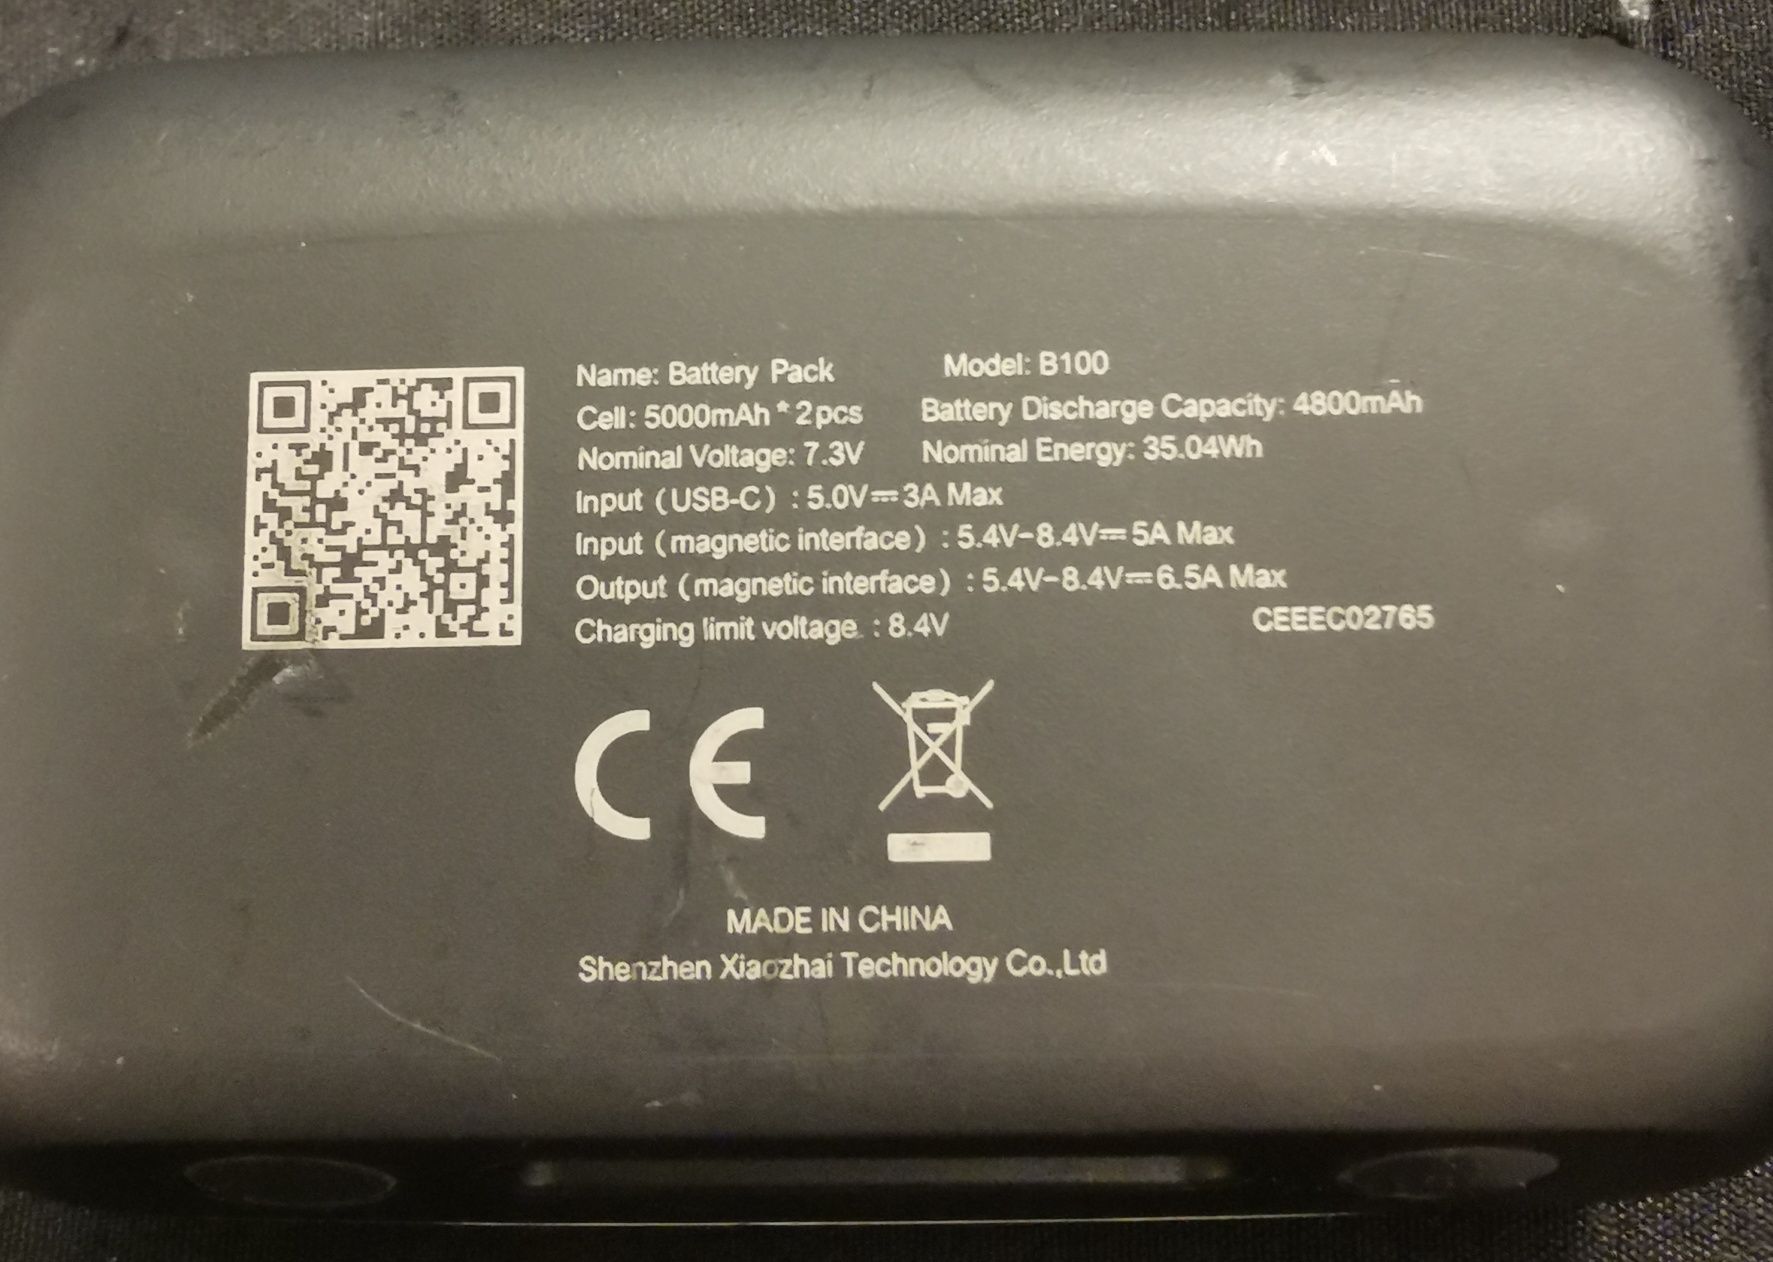 Name: Battery Pack Model: B100
Cell: 5000mAh * 2pcs Battery Discharge Capacity: 4800mAh
Nominal Voltage: 7.3V Nominal Energy: 35.04Wh
Input (USB-C) : 5.0V⎓3A Max
Input (magnetic interface) : 5.4V-8.4V⎓5A Max
Output (magnetic interface) : 5.4V-8.4V⎓6.5A Max
Charging limit voltage : 8.4V CEEEC02765
CE
MADE IN CHINA
Shenzhen Xiaozhai Technology Co.,Ltd